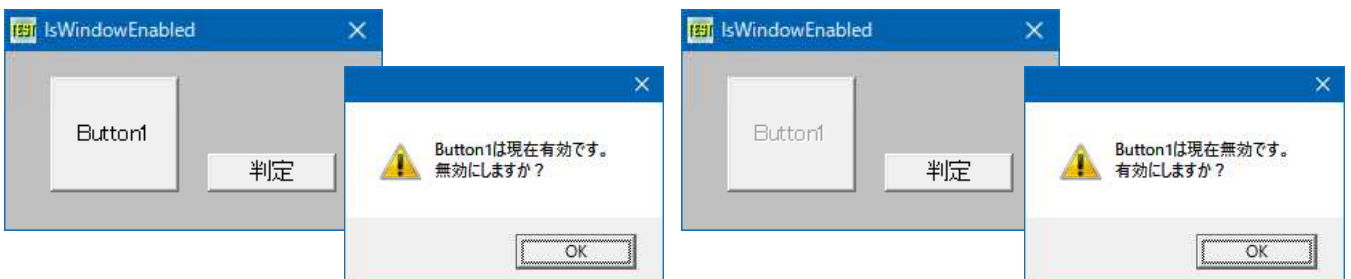 TEST IsWindowEnabled
Button1
判定
Button1は現在有効です。
無効にしますか？
OK
TEST IsWindowEnabled
Button1
判定
Button1は現在無効です。
有効にしますか？
OK